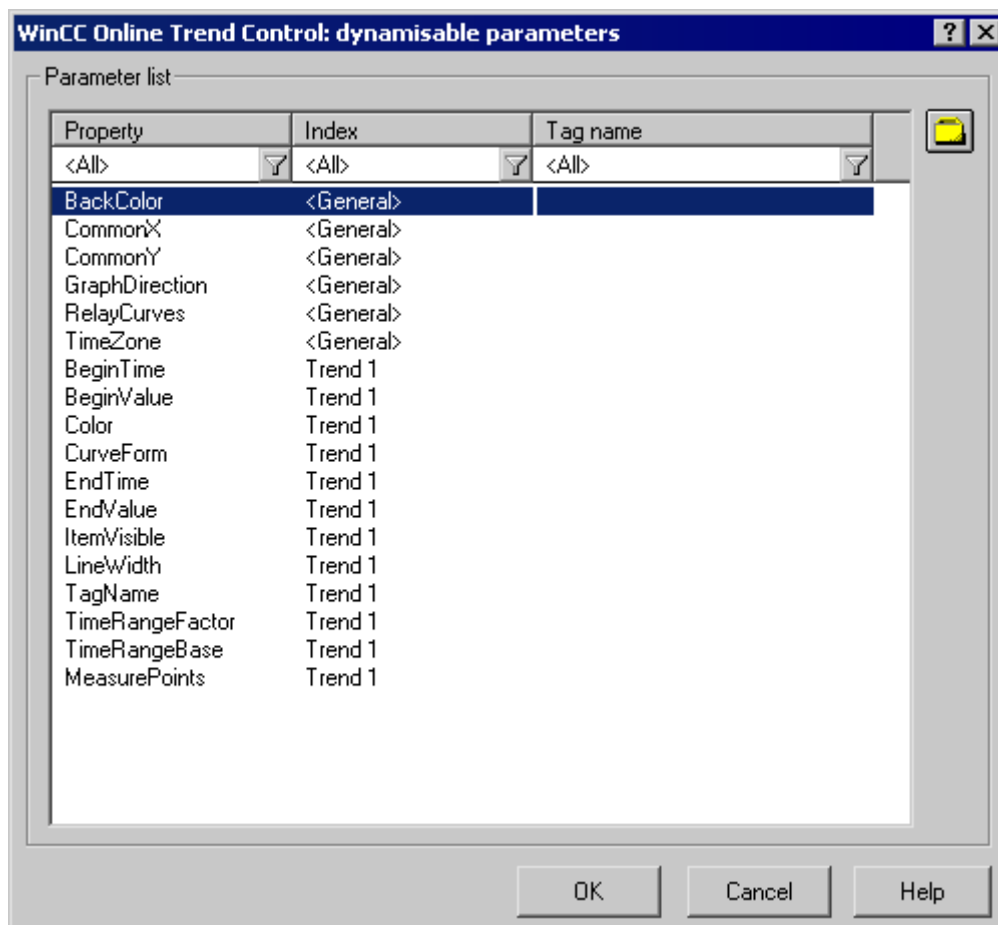 WinCC Online Trend Control: dynamisable parameters
Parameter list
Property Index Tag name
<All> <All> <All>
BackColor <General>
CommonX <General>
CommonY <General>
GraphDirection <General>
RelayCurves <General>
TimeZone <General>
BeginTime Trend 1
BeginValue Trend 1
Color Trend 1
CurveForm Trend 1
EndTime Trend 1
EndValue Trend 1
ItemVisible Trend 1
LineWidth Trend 1
TagName Trend 1
TimeRangeFactor Trend 1
TimeRangeBase Trend 1
MeasurePoints Trend 1
OK Cancel Help